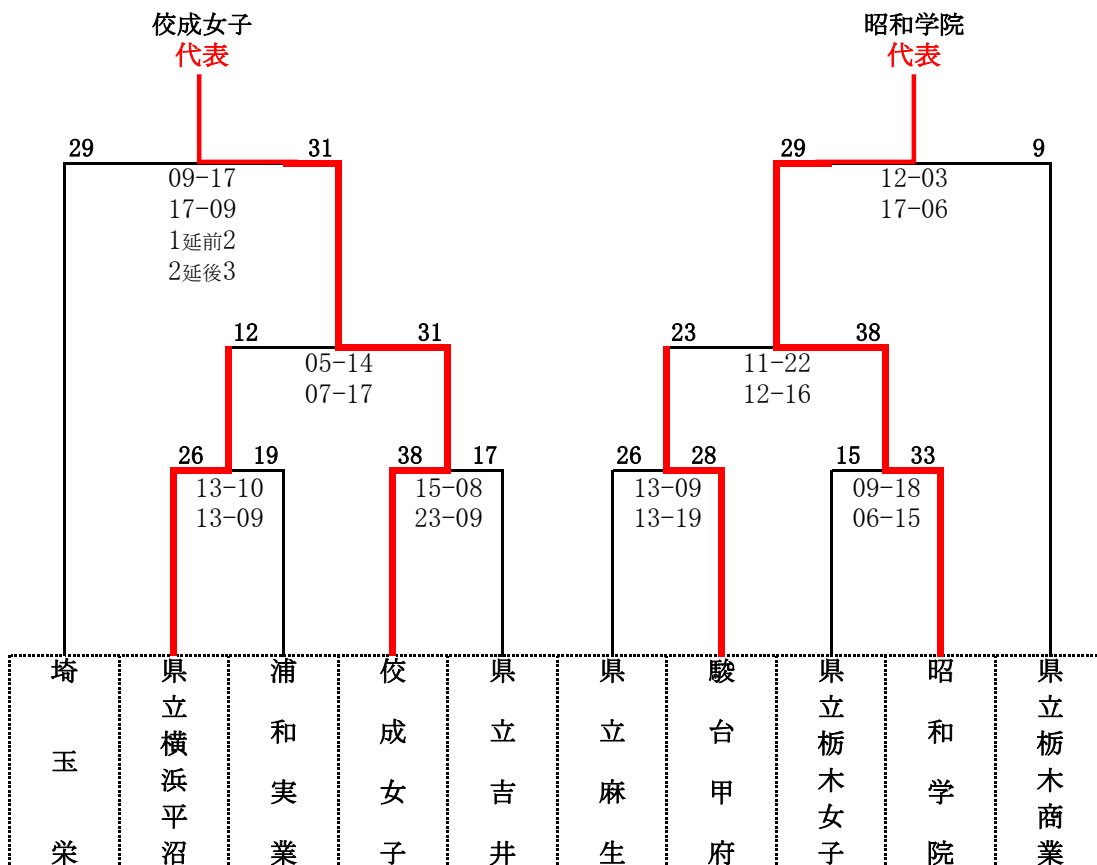 佼成女子
代表
昭和学院
代表
29
31
29
9
09-17
17-09
1延前2
2延後3
12-03
17-06
12
31
23
38
05-14
07-17
11-22
12-16
26
19
38
17
26
28
15
33
13-10
13-09
15-08
23-09
13-09
13-19
09-18
06-15
埼玉栄
県立横浜平沼
浦和実業
佼成女子
県立吉井
県立麻生
駿台甲府
県立栃木女子
昭和学院
県立栃木商業